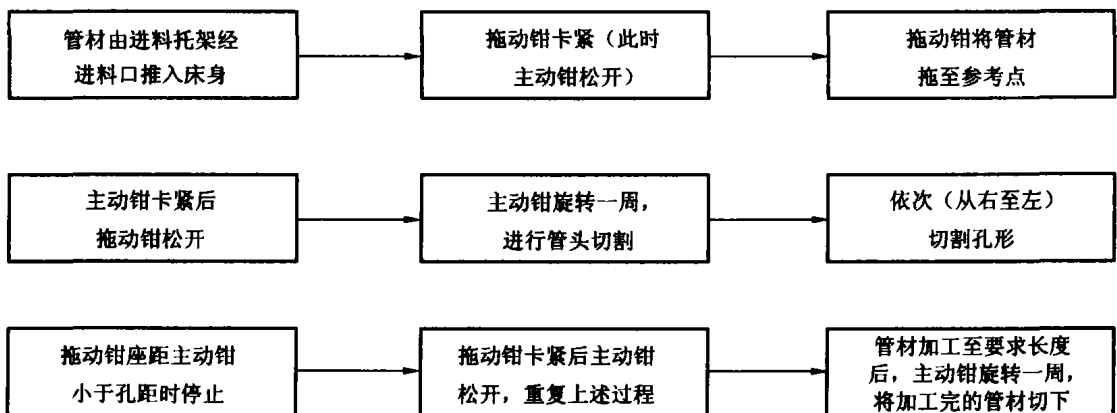 管材由进料托架经
进料口推入床身
拖动钳卡紧（此时
主动钳松开）
拖动钳将管材
拖至参考点
主动钳卡紧后
拖动钳松开
主动钳旋转一周，
进行管头切割
依次（从右至左）
切割孔形
拖动钳座距主动钳
小于孔距时停止
拖动钳卡紧后主动钳
松开，重复上述过程
管材加工至要求长度
后，主动钳旋转一周，
将加工完的管材切下